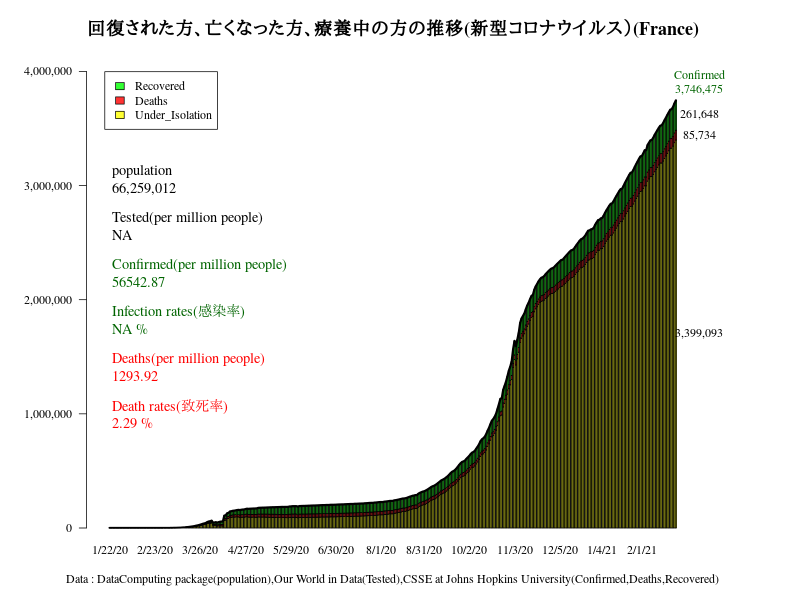 回復された方、亡くなった方、療養中の方の推移(新型コロナウイルス)(France)
4,000,000
3,000,000
2,000,000
1,000,000
0
Recovered
Deaths
Under_Isolation
population
66,259,012
Tested(per million people)
NA
Confirmed(per million people)
56542.87
Infection rates(感染率)
NA %
Deaths(per million people)
1293.92
Death rates(致死率)
2.29 %
Confirmed
3,746,475
261,648
85,734
3,399,093
1/22/20 2/23/20 3/26/20 4/27/20 5/29/20 6/30/20 8/1/20 8/31/20 10/2/20 11/3/20 12/5/20 1/4/21 2/1/21
Data : DataComputing package(population),Our World in Data(Tested),CSSE at Johns Hopkins University(Confirmed,Deaths,Recovered)